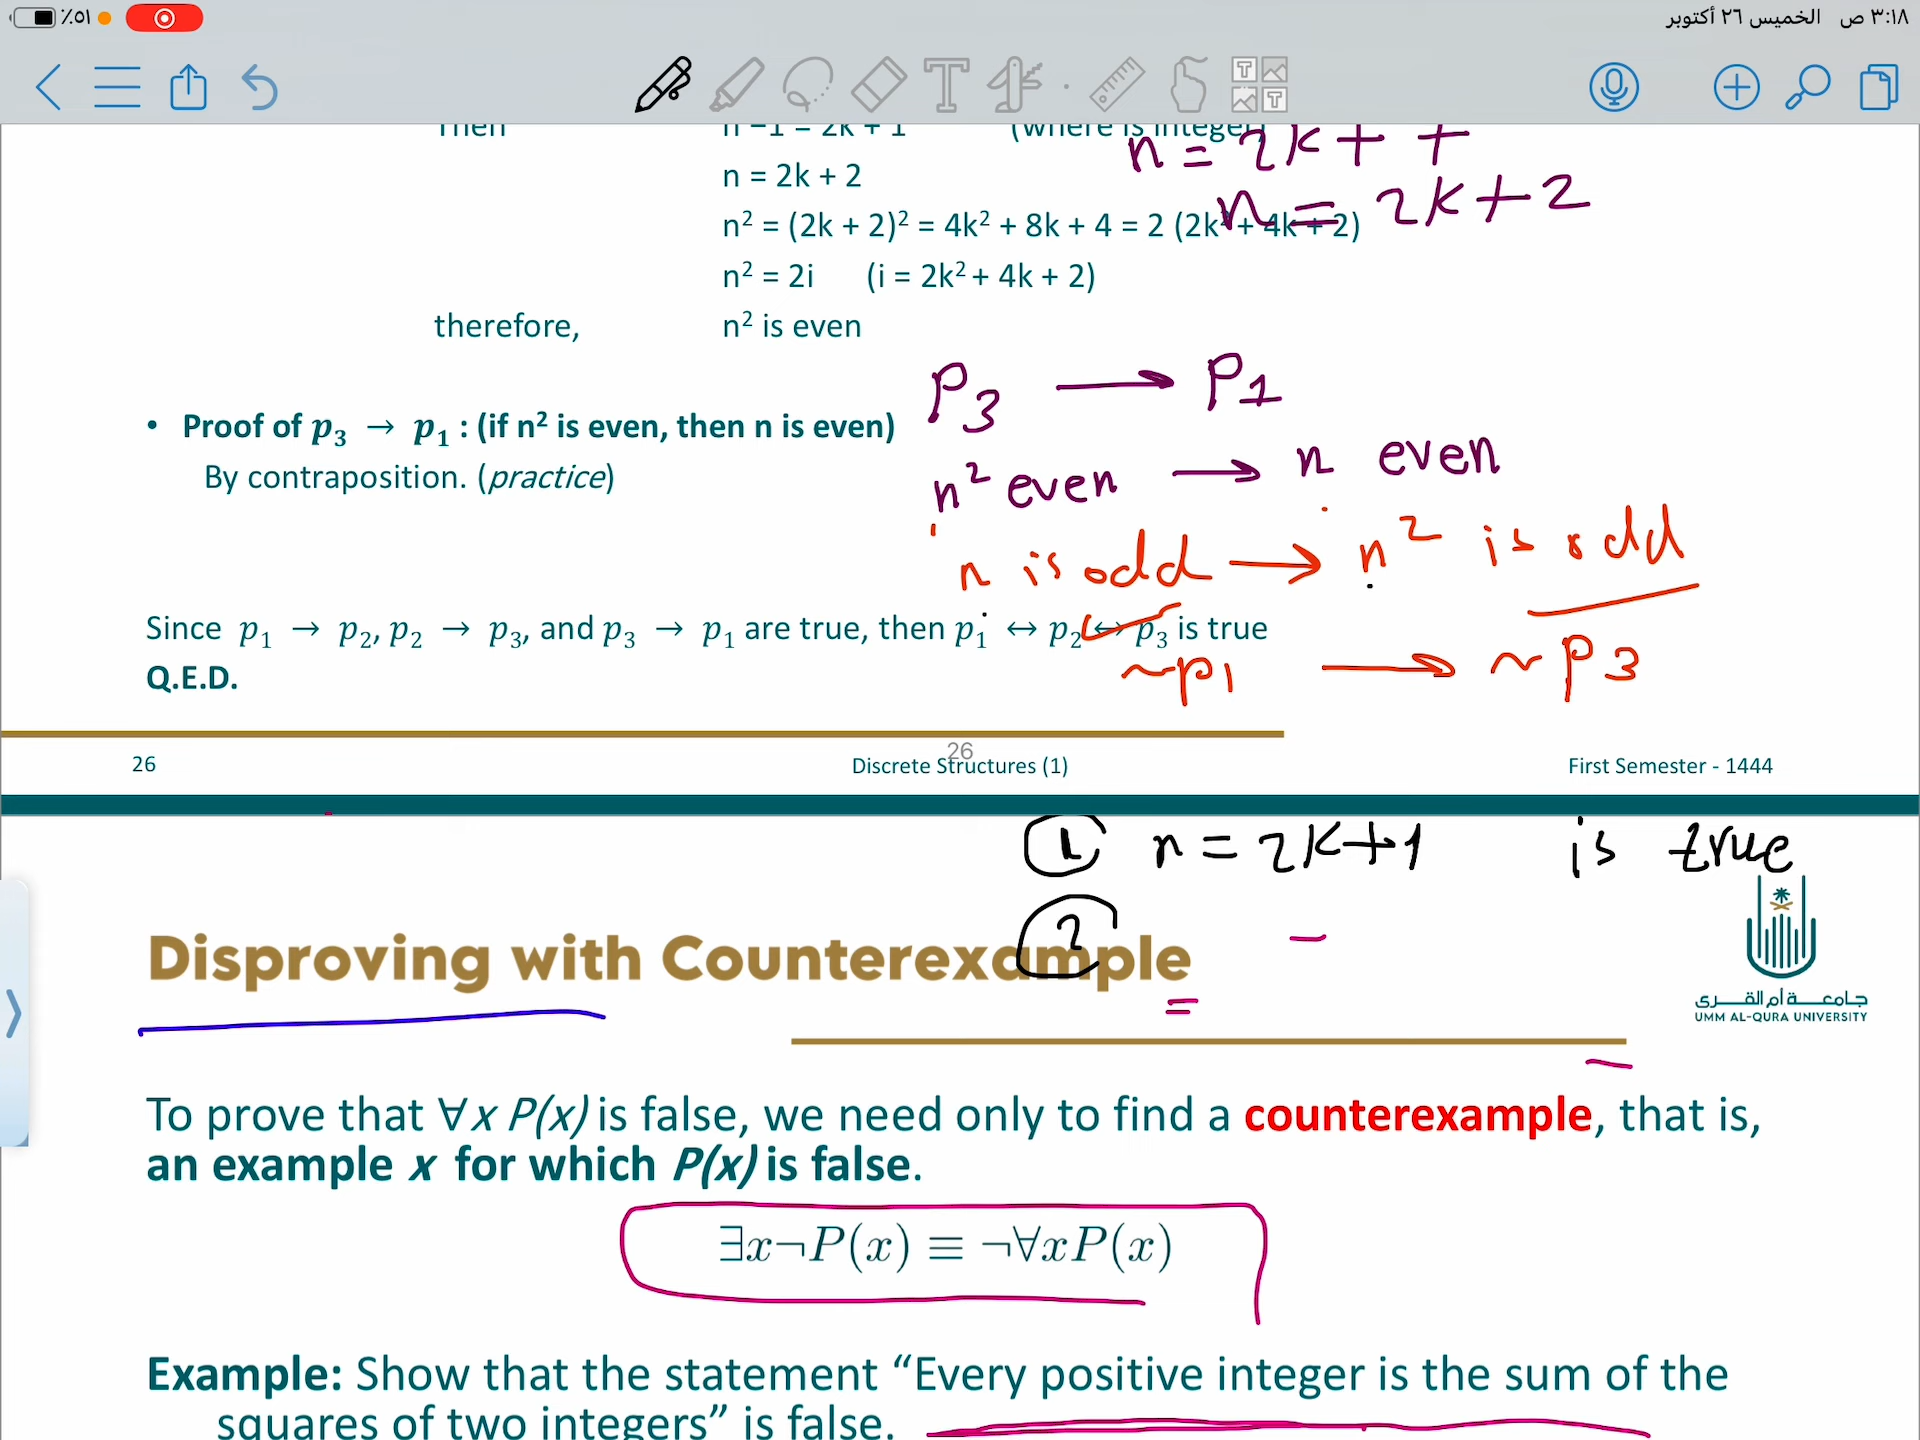 ٪٥١
٣:١٨ ص الخميس ٢٦ أكتوبر
Then n −1 = 2k + 1 (where is integer)
n = 2k + +
n = 2k + 2
n = 2k+2
n² = (2k + 2)² = 4k² + 8k + 4 = 2 (2k² + 4k + 2)
n² = 2i (i = 2k² + 4k + 2)
therefore, n² is even
P3 → P1
• Proof of p₃ → p₁ : (if n² is even, then n is even)
By contraposition. (practice)
n² even → n even
n is odd → n² is odd
Since p₁ → p₂, p₂ → p₃, and p₃ → p₁ are true, then p₁ ↔ p₂ ↔ p₃ is true
~p1 → ~p3
Q.E.D.
26
26 Discrete Structures (1) First Semester - 1444
1 n = 2k+1 is true
2
Disproving with Counterexample
جامعة أم القرى
UMM AL-QURA UNIVERSITY
To prove that ∀x P(x) is false, we need only to find a counterexample, that is,
an example x for which P(x) is false.
∃x¬P(x) ≡ ¬∀xP(x)
Example: Show that the statement “Every positive integer is the sum of the
squares of two integers” is false.